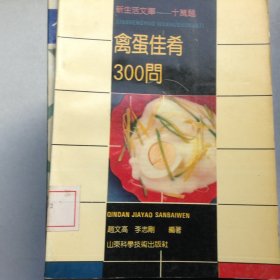 新生活文庫——十萬題
禽蛋佳肴
300問
QINDAN JIAYAO SANBAIWEN
趙文高 李志剛 編著
山東科學技術出版社